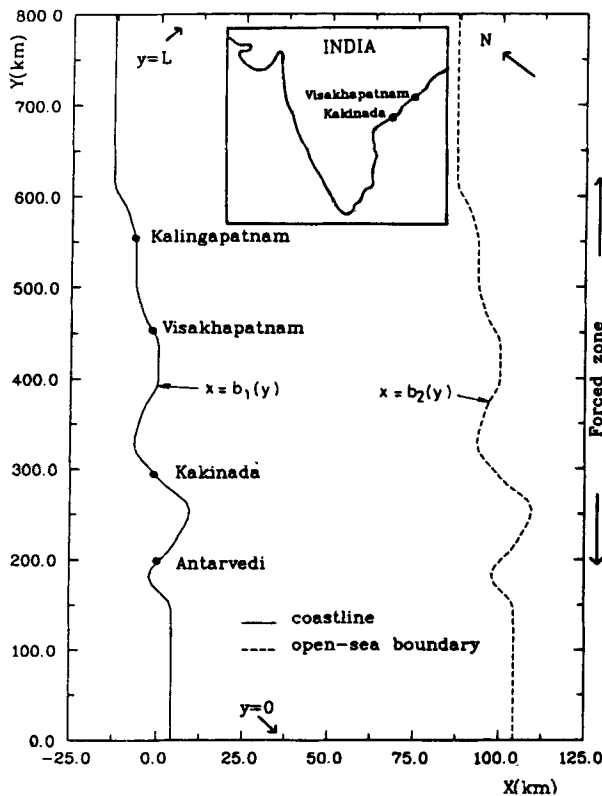 Y(km)
800.0
700.0
600.0
500.0
400.0
300.0
200.0
100.0
0.0
y=L
INDIA
Visakhapatnam
Kakinada
N
Kalingapatnam
Visakhapatnam
x = b₁(y)
x = b₂(y)
Forced zone
Kakinada
Antarvedi
coastline
open-sea boundary
y=0
-25.0 0.0 25.0 50.0 75.0 100.0 125.0
X(km)